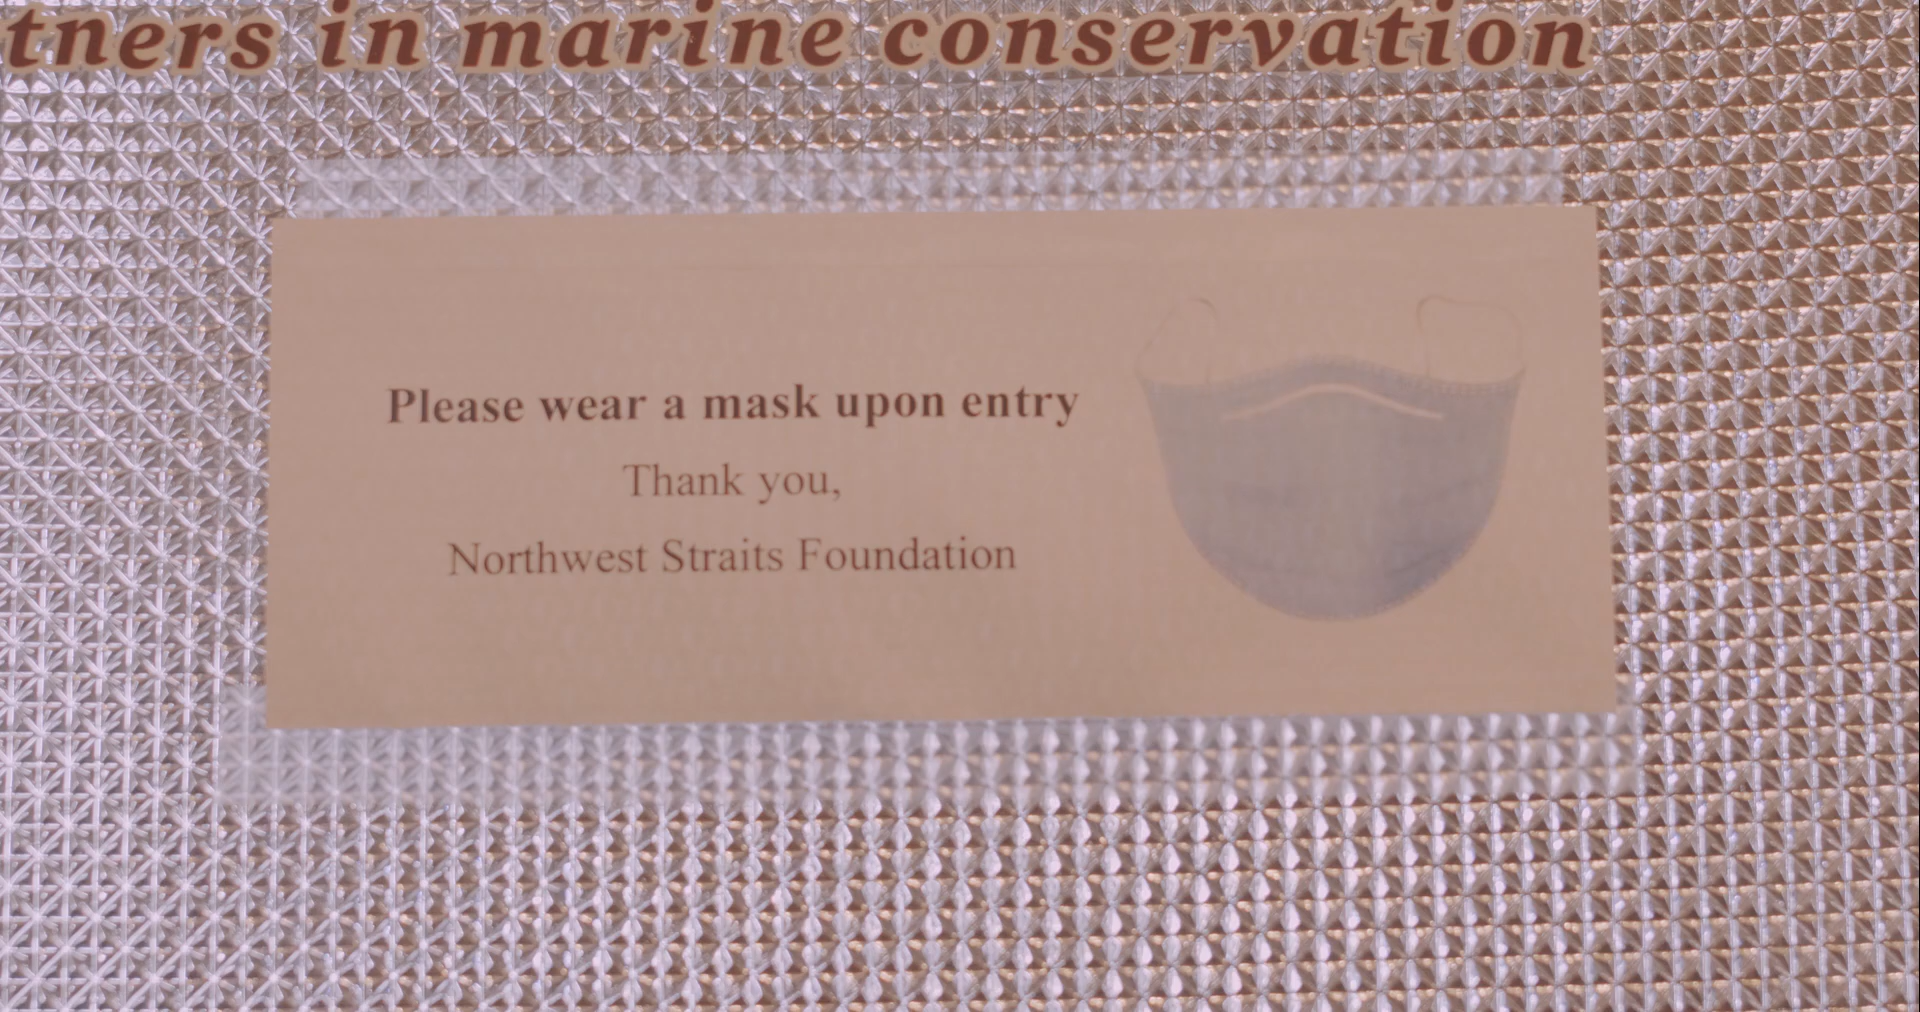 tners in marine conservation
Please wear a mask upon entry
Thank you,
Northwest Straits Foundation